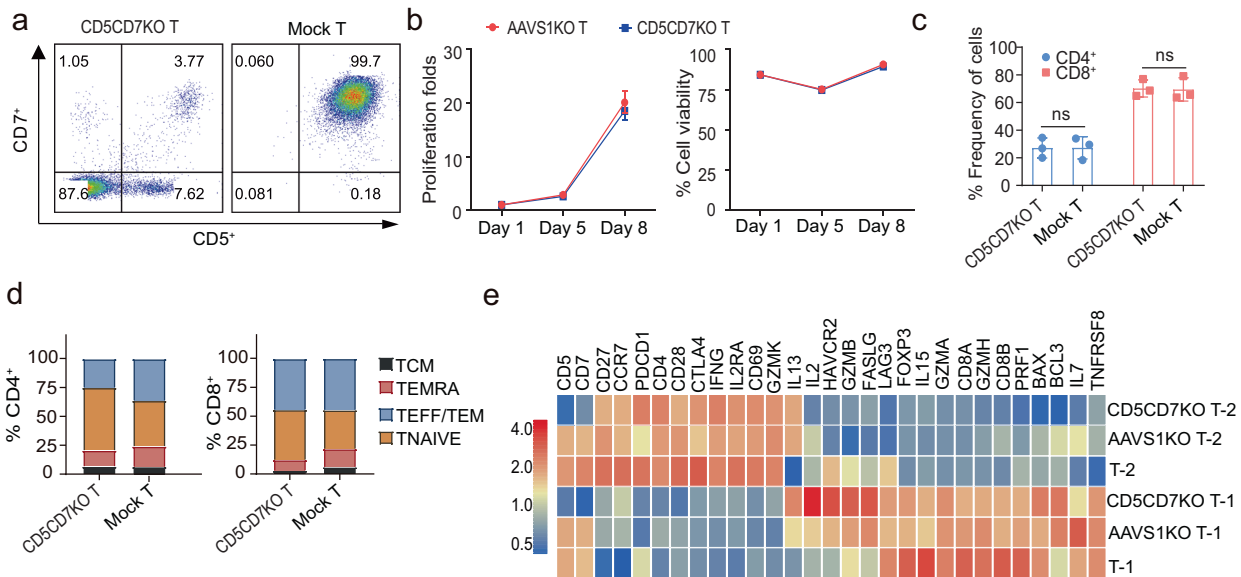 a
CD5CD7KO T
Mock T
1.05
3.77
87.6
7.62
0.060
99.7
0.081
0.18
CD7⁺
CD5⁺
b
AAVS1KO T
CD5CD7KO T
Proliferation folds
30
20
10
0
Day 1
Day 5
Day 8
% Cell viability
100
75
50
25
0
Day 1
Day 5
Day 8
c
% Frequency of cells
100
80
60
40
20
0
CD4⁺
CD8⁺
ns
ns
CD5CD7KO T
Mock T
CD5CD7KO T
Mock T
d
% CD4⁺
100
75
50
25
0
CD5CD7KO T
Mock T
% CD8⁺
100
75
50
25
0
CD5CD7KO T
Mock T
TCM
TEMRA
TEFF/TEM
TNAIVE
e
CD5
CD7
CD27
CCR7
PDCD1
CD4
CD28
CTLA4
IFNG
IL2RA
CD69
GZMK
IL13
IL2
HAVCR2
GZMB
FASLG
LAG3
FOXP3
IL15
GZMA
CD8A
GZMH
CD8B
PRF1
BAX
BCL3
IL7
TNFRSF8
4.0
2.0
1.0
0.5
CD5CD7KO T-2
AAVS1KO T-2
T-2
CD5CD7KO T-1
AAVS1KO T-1
T-1